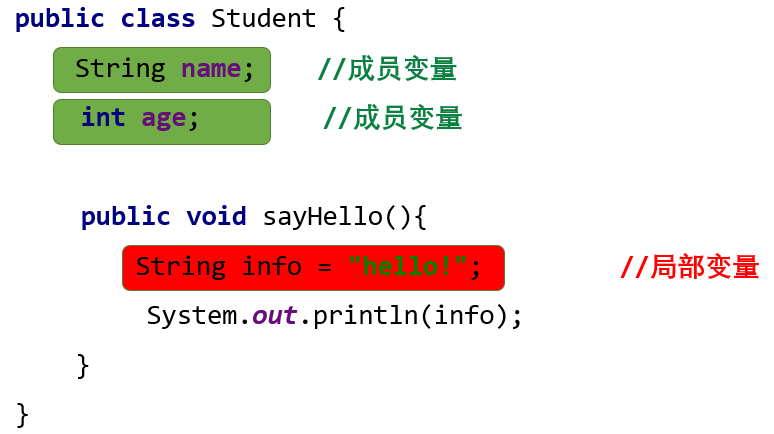 public class Student {
String name; //成员变量
int age; //成员变量
public void sayHello(){
String info = "hello!"; //局部变量
System.out.println(info);
}
}